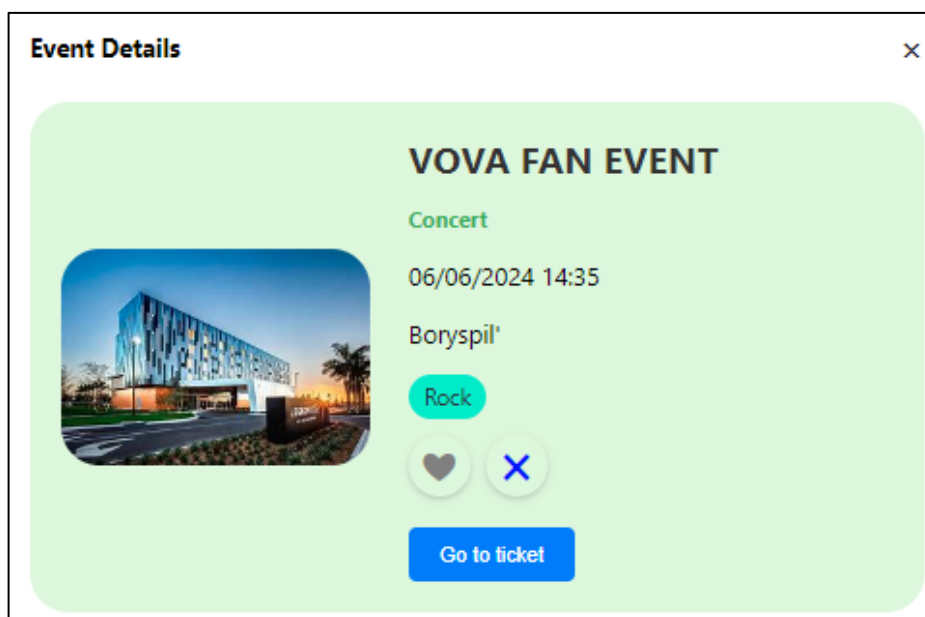 Event Details
VOVA FAN EVENT
Concert
06/06/2024 14:35
Boryspil'
Rock
Go to ticket